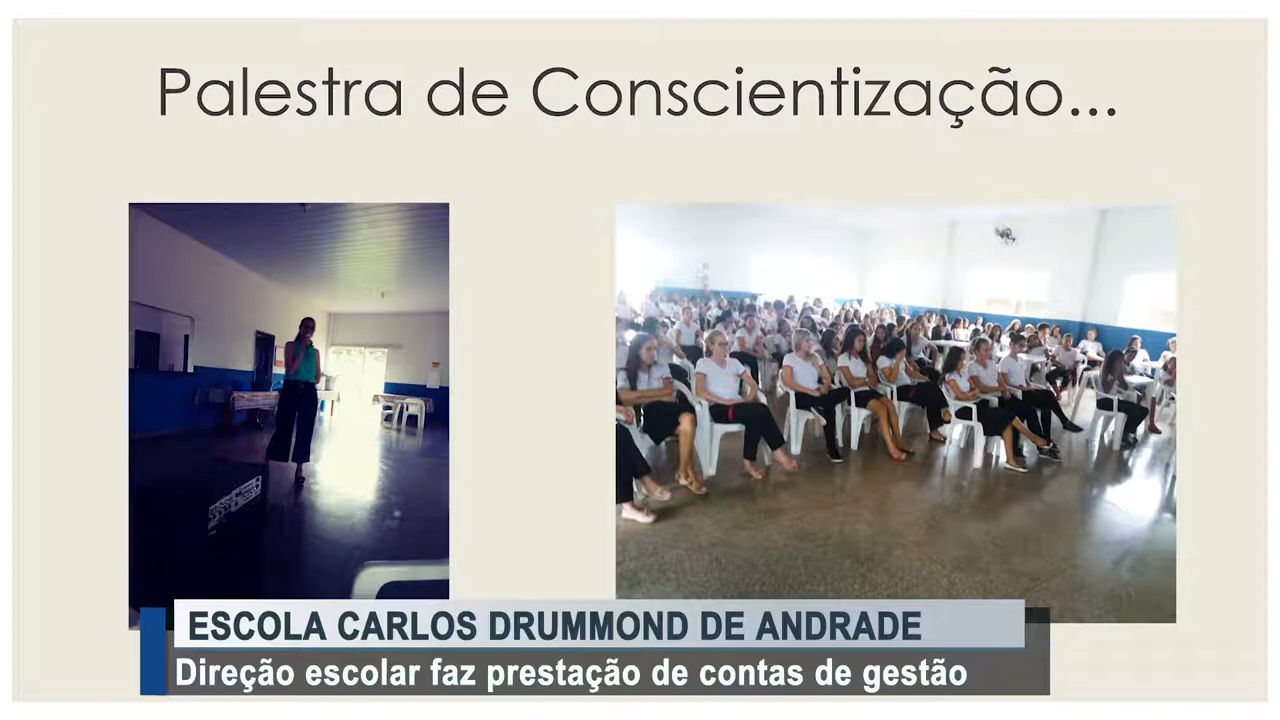 Palestra de Conscientização...
ESCOLA CARLOS DRUMMOND DE ANDRADE
Direção escolar faz prestação de contas de gestão